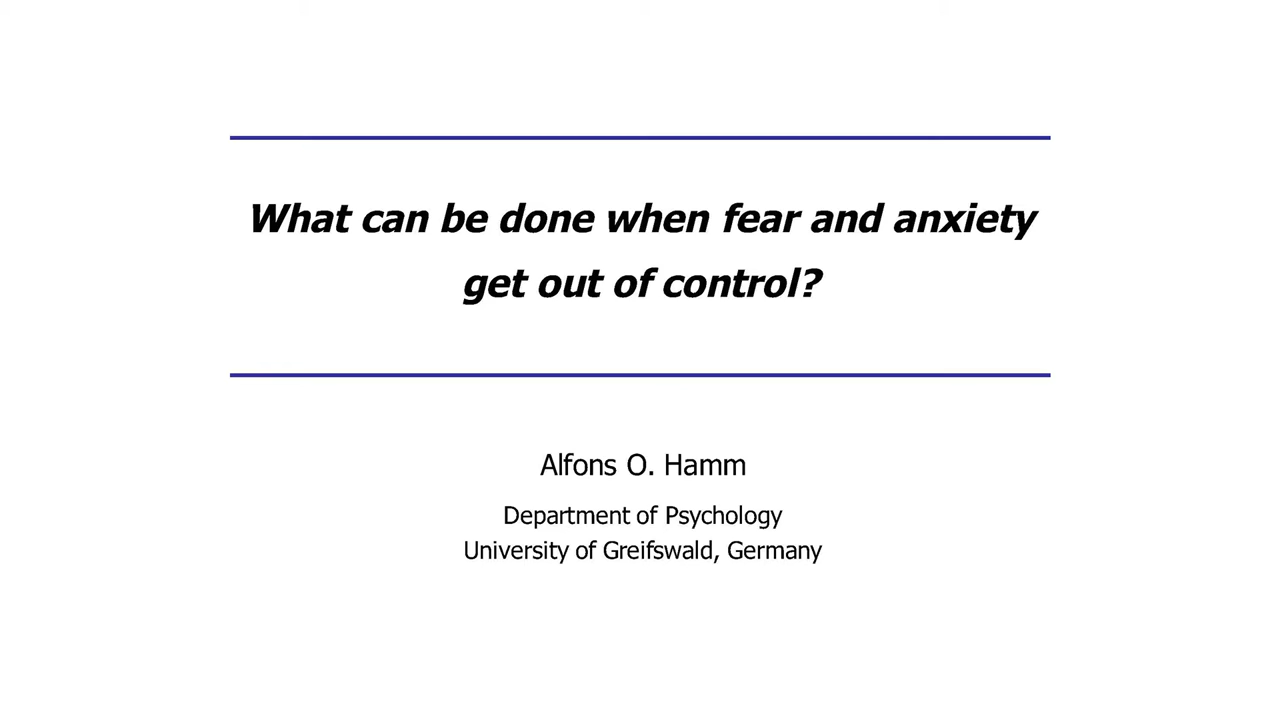 What can be done when fear and anxiety
get out of control?
Alfons O. Hamm
Department of Psychology
University of Greifswald, Germany